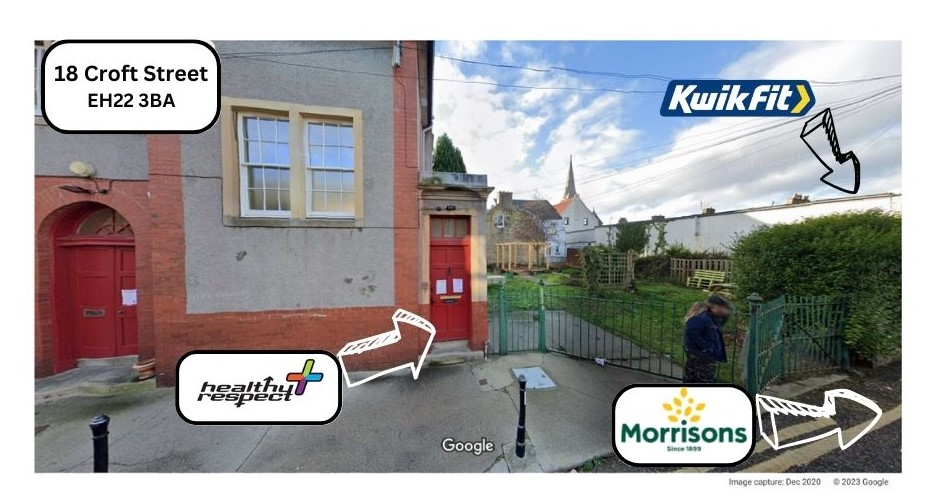 18 Croft Street
EH22 3BA
KwikFit
healthy
respect
Morrisons
Since 1899
Google
Image capture: Dec 2020 © 2023 Google